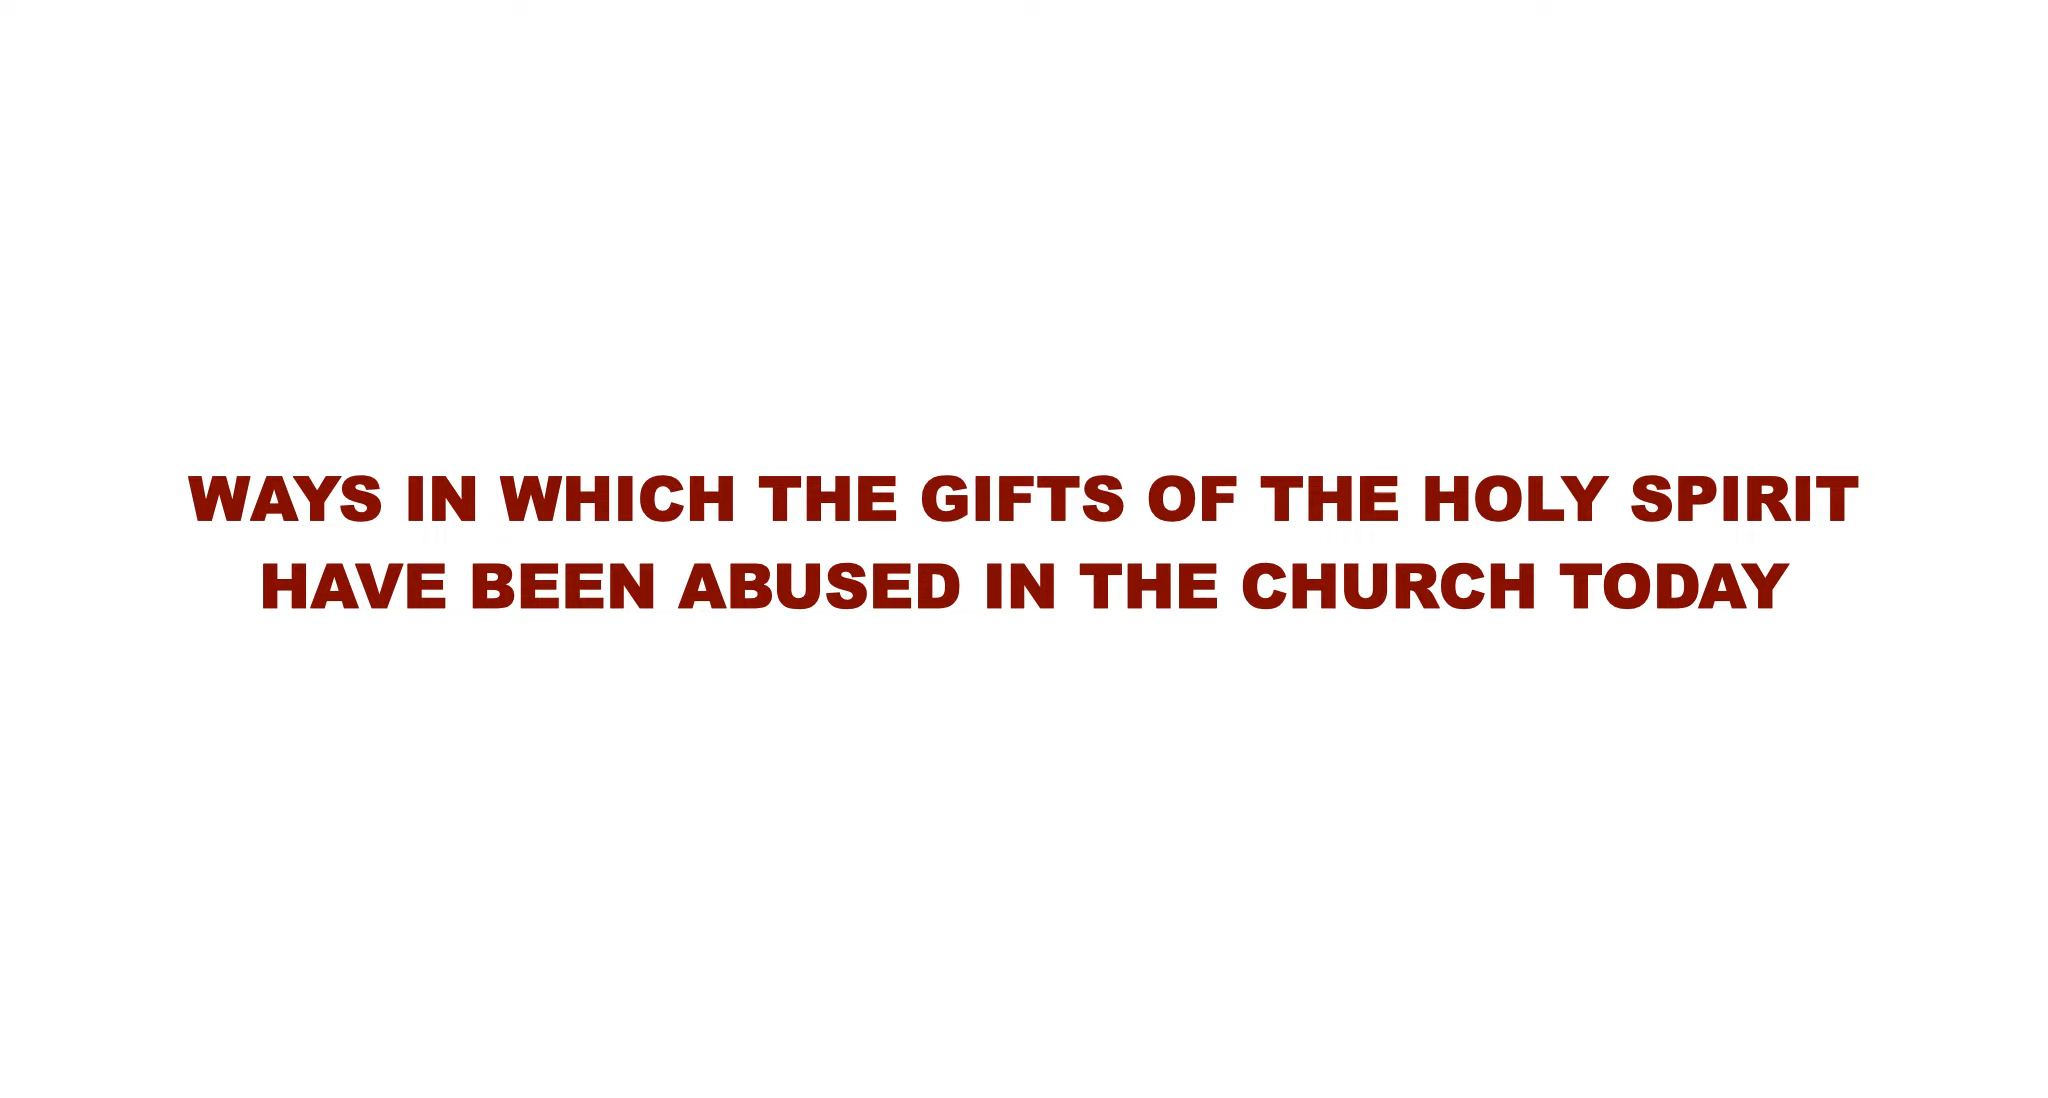 WAYS IN WHICH THE GIFTS OF THE HOLY SPIRIT
HAVE BEEN ABUSED IN THE CHURCH TODAY